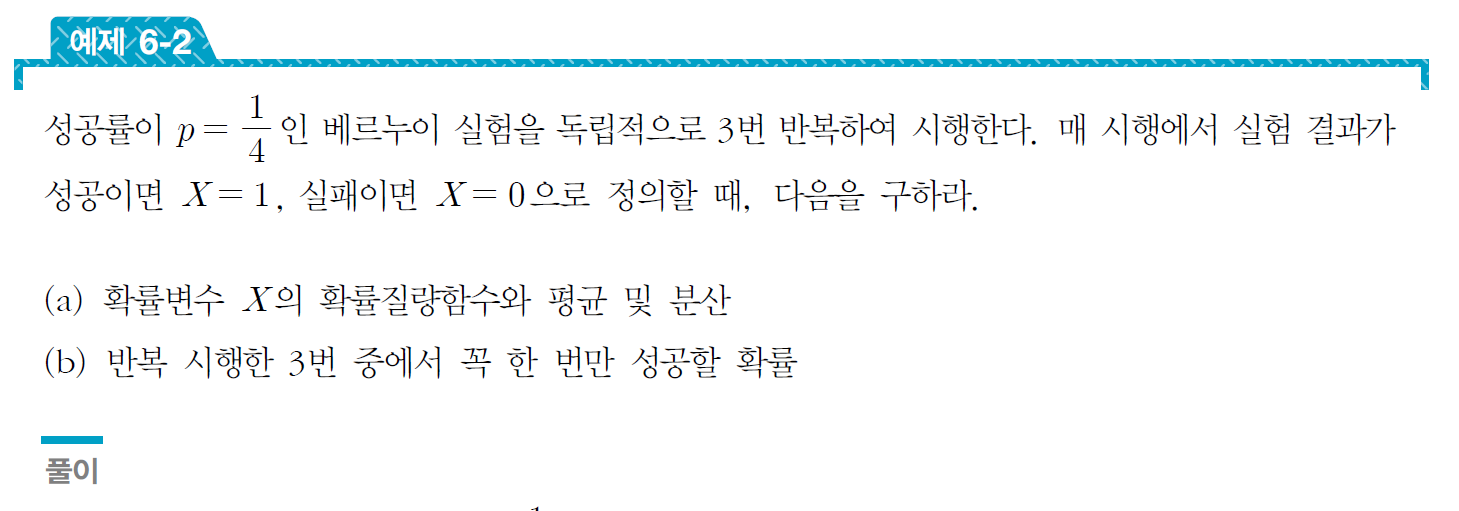 예제 6-2
성공률이 p = 1/4 인 베르누이 실험을 독립적으로 3번 반복하여 시행한다. 매 시행에서 실험 결과가
성공이면 X = 1, 실패이면 X = 0으로 정의할 때, 다음을 구하라.
(a) 확률변수 X의 확률질량함수와 평균 및 분산
(b) 반복 시행한 3번 중에서 꼭 한 번만 성공할 확률
풀이